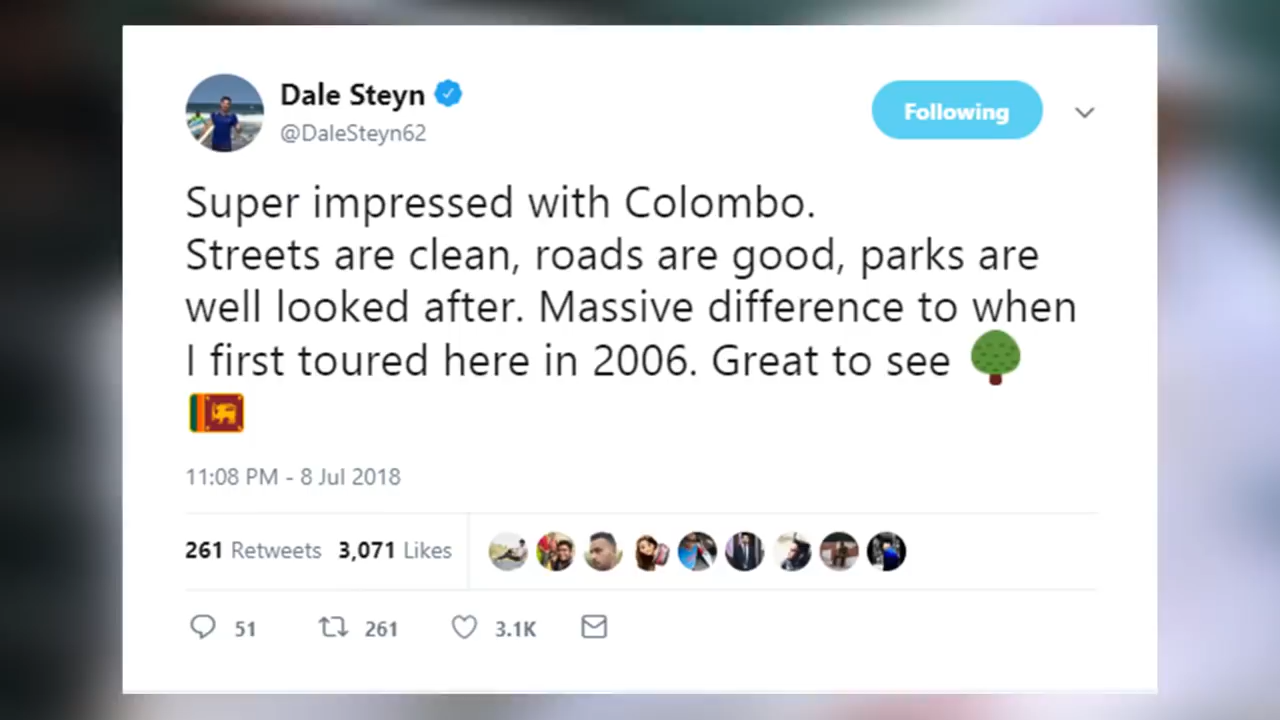 Dale Steyn
@DaleSteyn62
Following
Super impressed with Colombo.
Streets are clean, roads are good, parks are
well looked after. Massive difference to when
I first toured here in 2006. Great to see 🌳
🇱🇰
11:08 PM - 8 Jul 2018
261 Retweets 3,071 Likes
51 261 3.1K